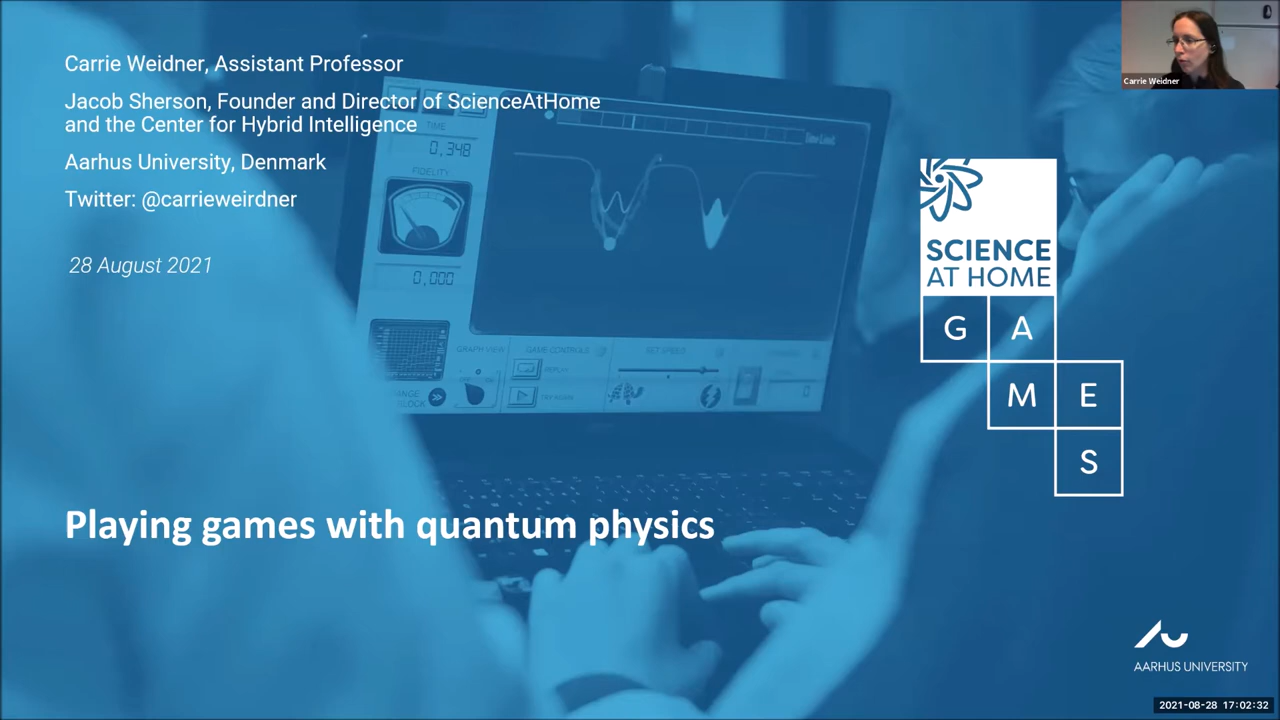 Carrie Weidner, Assistant Professor
Jacob Sherson, Founder and Director of ScienceAtHome
and the Center for Hybrid Intelligence
Aarhus University, Denmark
Twitter: @carrieweirdner
28 August 2021
Carrie Weidner
TIME
0,348
Time Limit
FIDELITY
0,000
GRAPH VIEW
GAME CONTROLS
SET SPEED
SCIENCE
AT HOME
G A
M E
S
Playing games with quantum physics
AARHUS UNIVERSITY
2021-08-28 17:02:32